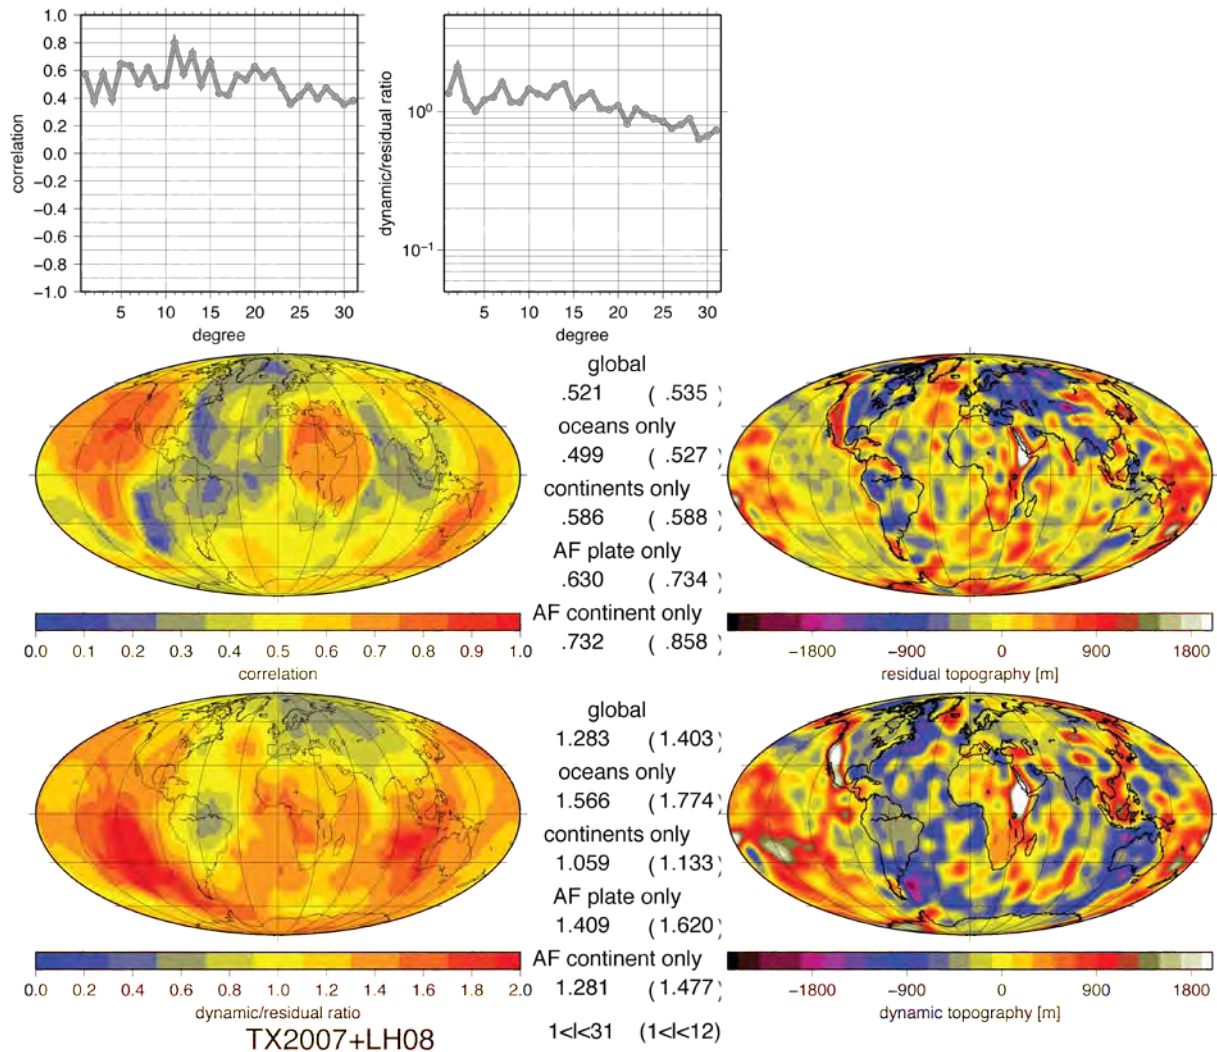 1.0
0.8
0.6
0.4
0.2
0.0
−0.2
−0.4
−0.6
−0.8
−1.0
correlation
5 10 15 20 25 30
degree
10⁰
10⁻¹
dynamic/residual ratio
5 10 15 20 25 30
degree
global
.521 ( .535 )
oceans only
.499 ( .527 )
continents only
.586 ( .588 )
AF plate only
.630 ( .734 )
AF continent only
.732 ( .858 )
0.0 0.1 0.2 0.3 0.4 0.5 0.6 0.7 0.8 0.9 1.0
correlation
−1800 −900 0 900 1800
residual topography [m]
global
1.283 (1.403)
oceans only
1.566 (1.774)
continents only
1.059 (1.133)
AF plate only
1.409 (1.620)
AF continent only
1.281 (1.477)
1<l<31 (1<l<12)
0.0 0.2 0.4 0.6 0.8 1.0 1.2 1.4 1.6 1.8 2.0
dynamic/residual ratio
−1800 −900 0 900 1800
dynamic topography [m]
TX2007+LH08